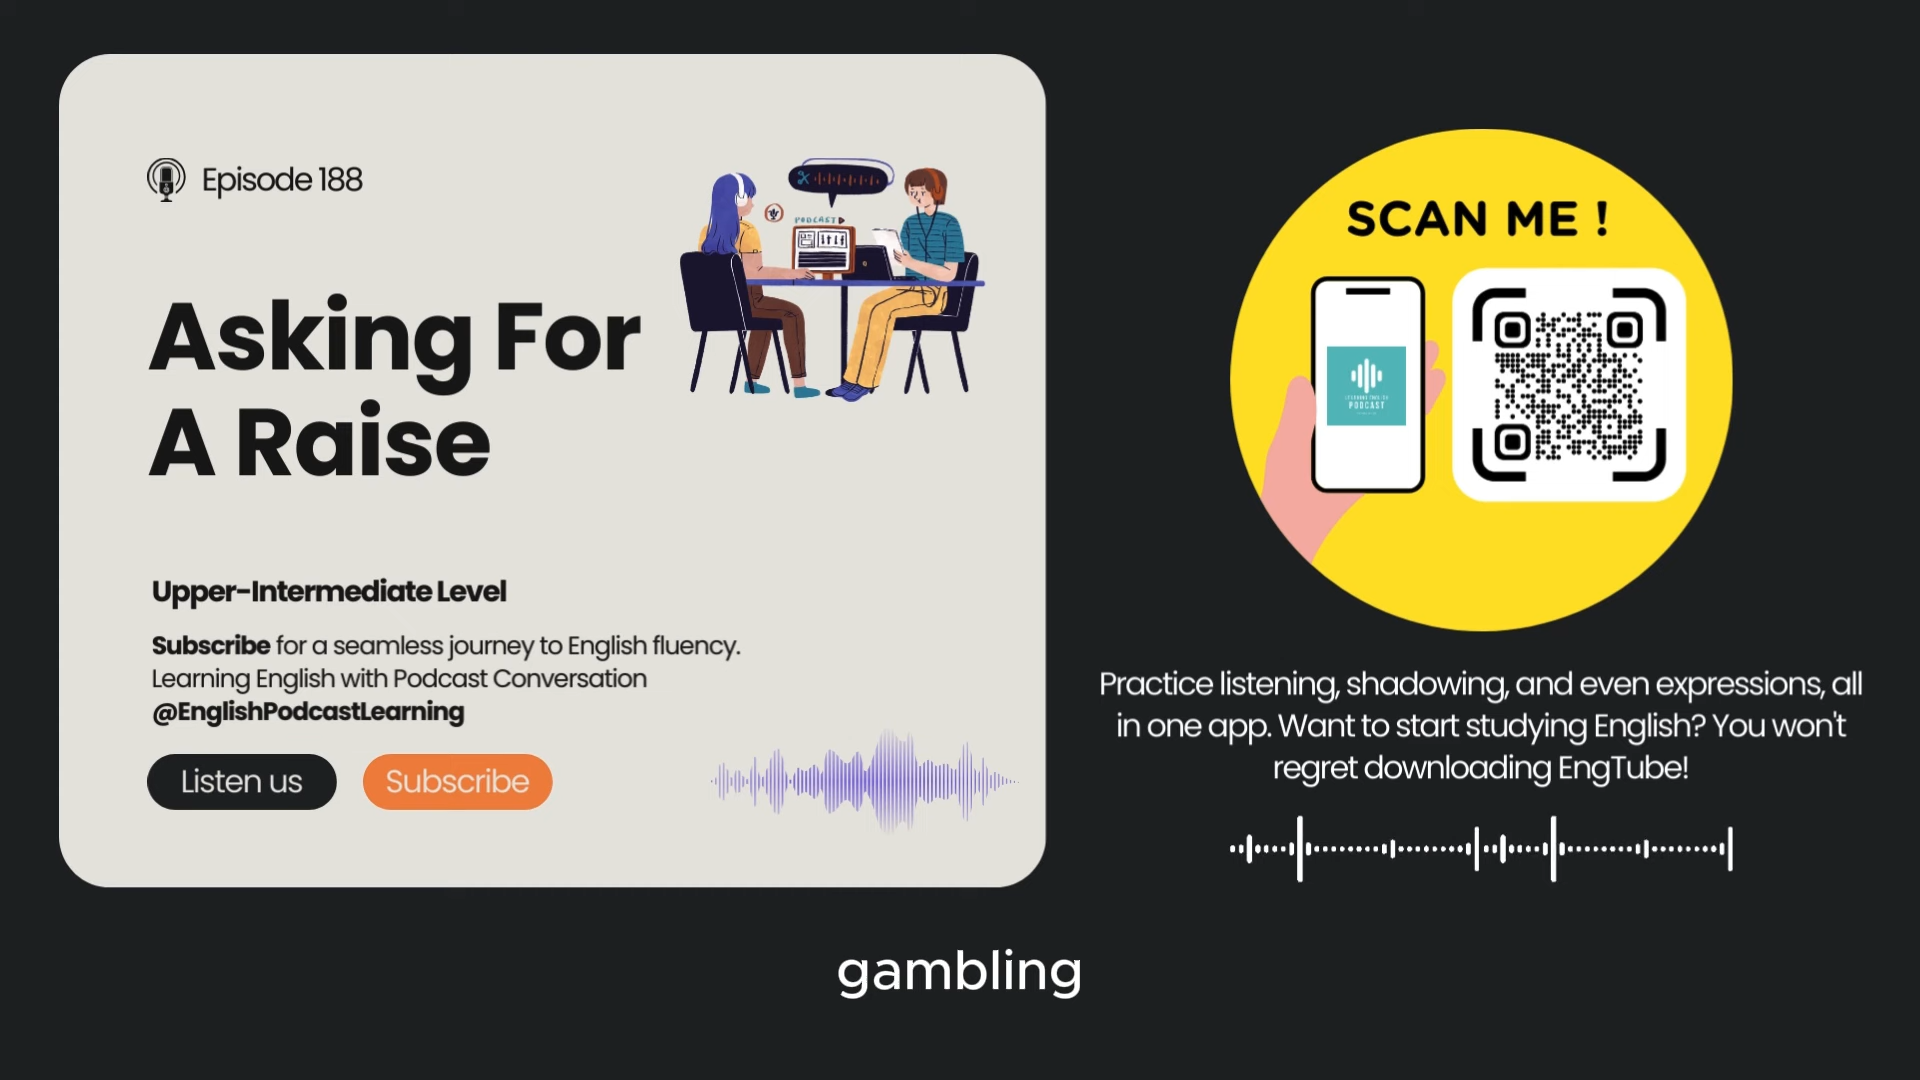 Episode 188
PODCAST
Asking For
A Raise
Upper-Intermediate Level
Subscribe for a seamless journey to English fluency.
Learning English with Podcast Conversation
@EnglishPodcastLearning
Listen us
Subscribe
SCAN ME !
PODCAST
Practice listening, shadowing, and even expressions, all
in one app. Want to start studying English? You won't
regret downloading EngTube!
gambling